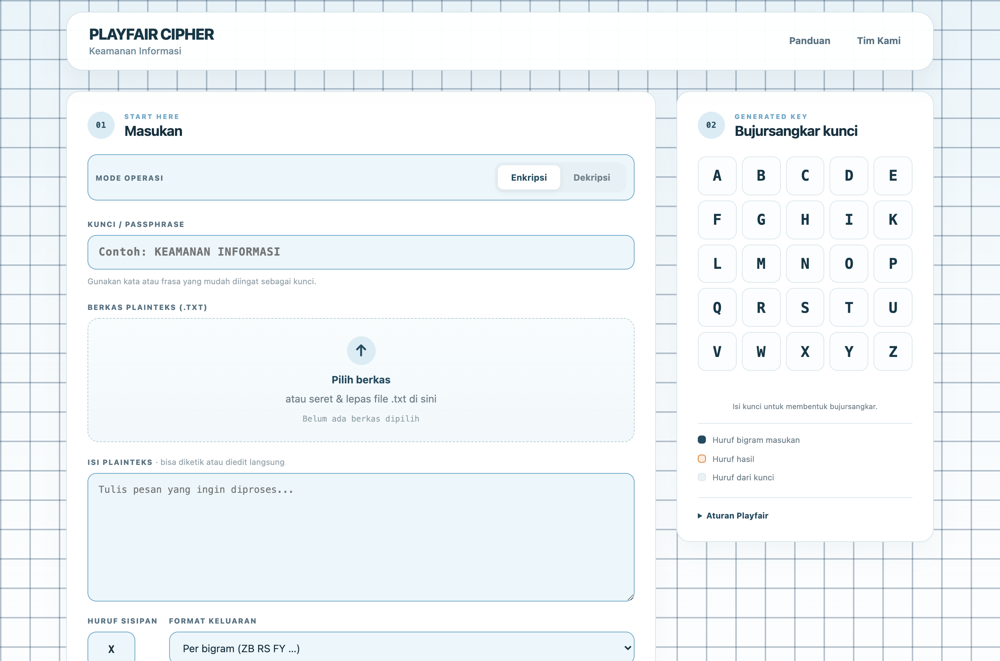 PLAYFAIR CIPHER
Keamanan Informasi
Panduan
Tim Kami
01
START HERE
Masukan
MODE OPERASI
Enkripsi
Dekripsi
KUNCI / PASSPHRASE
Contoh: KEAMANAN INFORMASI
Gunakan kata atau frasa yang mudah diingat sebagai kunci.
BERKAS PLAINTEKS (.TXT)
Pilih berkas
atau seret & lepas file .txt di sini
Belum ada berkas dipilih
ISI PLAINTEKS · bisa diketik atau diedit langsung
Tulis pesan yang ingin diproses...
HURUF SISIPAN
X
FORMAT KELUARAN
Per bigram (ZB RS FY ...)
02
GENERATED KEY
Bujursangkar kunci
A B C D E
F G H I K
L M N O P
Q R S T U
V W X Y Z
Isi kunci untuk membentuk bujursangkar.
Huruf bigram masukan
Huruf hasil
Huruf dari kunci
Aturan Playfair